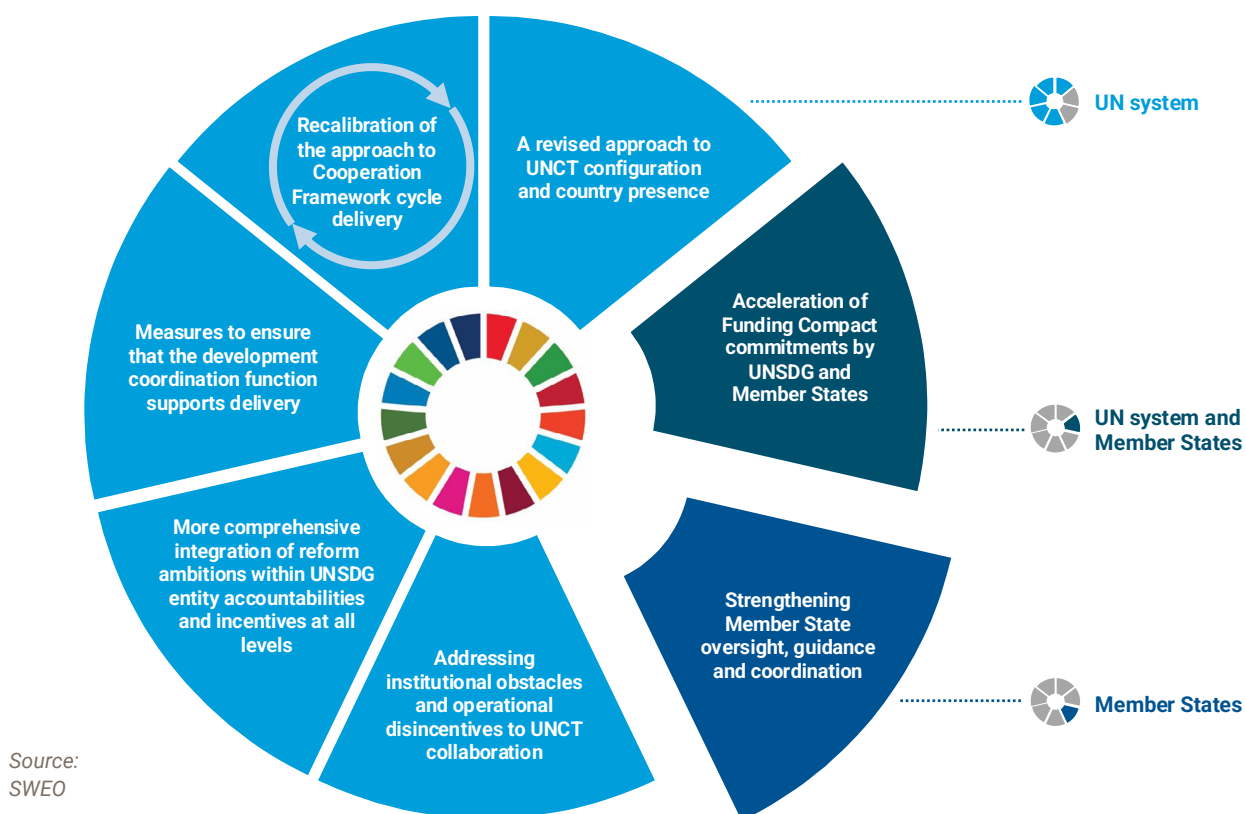 Recalibration of
the approach to
Cooperation
Framework cycle
delivery
A revised approach to
UNCT configuration
and country presence
UN system
Acceleration of
Funding Compact
commitments by
UNSDG and
Member States
UN system and
Member States
Measures to ensure
that the development
coordination function
supports delivery
More comprehensive
integration of reform
ambitions within UNSDG
entity accountabilities
and incentives at all
levels
Addressing
institutional obstacles
and operational
disincentives to UNCT
collaboration
Strengthening
Member State
oversight, guidance
and coordination
Member States
Source:
SWEO